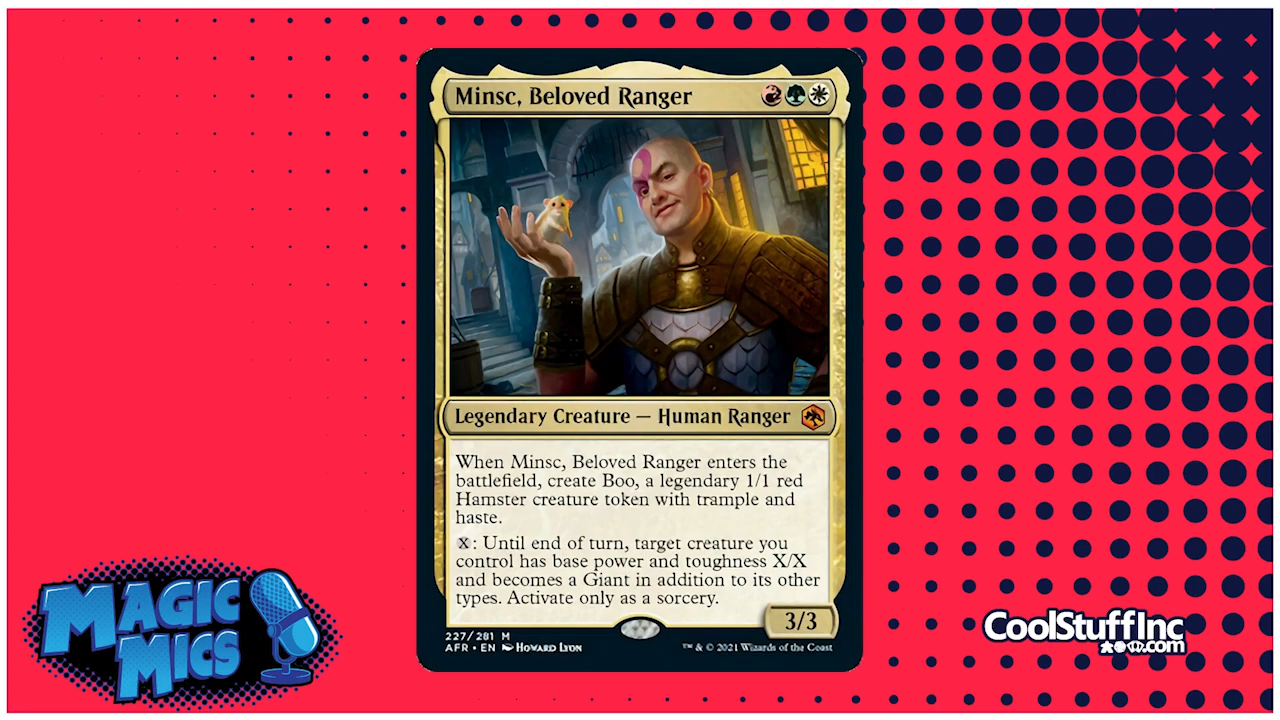 Minsc, Beloved Ranger
Legendary Creature — Human Ranger
When Minsc, Beloved Ranger enters the
battlefield, create Boo, a legendary 1/1 red
Hamster creature token with trample and
haste.
X: Until end of turn, target creature you
control has base power and toughness X/X
and becomes a Giant in addition to its other
types. Activate only as a sorcery.
3/3
227/281 M
AFR • EN Howard Lyon
™ & © 2021 Wizards of the Coast
MAGIC
MICS
CoolStuffInc
.com